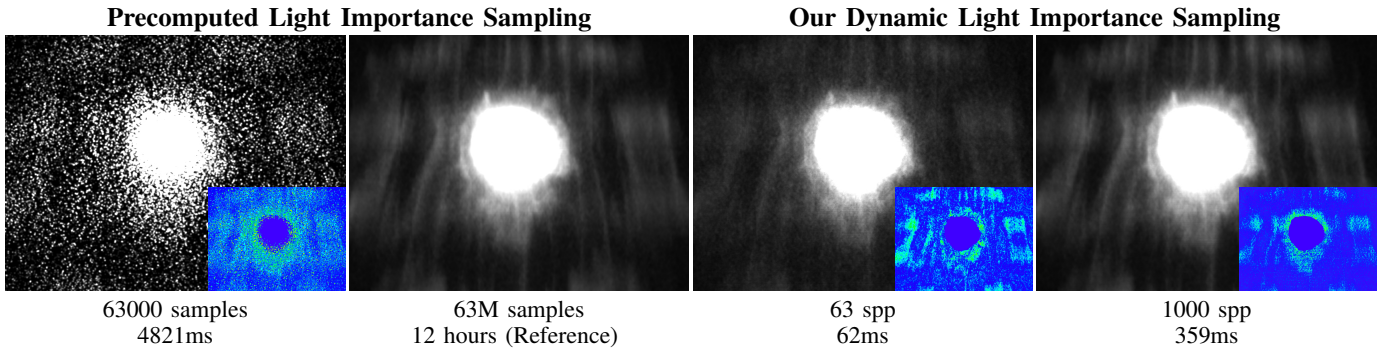 Precomputed Light Importance Sampling
Our Dynamic Light Importance Sampling
63000 samples
4821ms
63M samples
12 hours (Reference)
63 spp
62ms
1000 spp
359ms